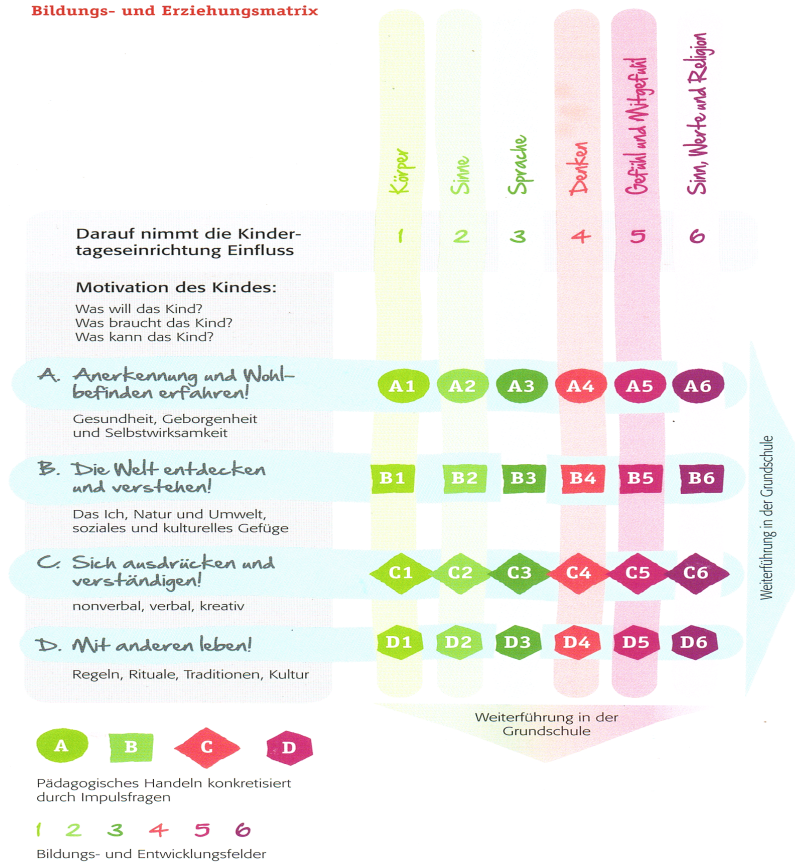 Bildungs- und Erziehungsmatrix
Körper
Sinne
Sprache
Denken
Gefühl und Mitgefühl
Sinn, Werte und Religion
Darauf nimmt die Kinder-
tageseinrichtung Einfluss
1 2 3 4 5 6
Motivation des Kindes:
Was will das Kind?
Was braucht das Kind?
Was kann das Kind?
A. Anerkennung und Wohl-
befinden erfahren!
A1 A2 A3 A4 A5 A6
Gesundheit, Geborgenheit
und Selbstwirksamkeit
B. Die Welt entdecken
und verstehen!
B1 B2 B3 B4 B5 B6
Das Ich, Natur und Umwelt,
soziales und kulturelles Gefüge
C. Sich ausdrücken und
verständigen!
C1 C2 C3 C4 C5 C6
nonverbal, verbal, kreativ
D. Mit anderen leben!
D1 D2 D3 D4 D5 D6
Regeln, Rituale, Traditionen, Kultur
Weiterführung in der Grundschule
Weiterführung in der
Grundschule
A B C D
Pädagogisches Handeln konkretisiert
durch Impulsfragen
1 2 3 4 5 6
Bildungs- und Entwicklungsfelder